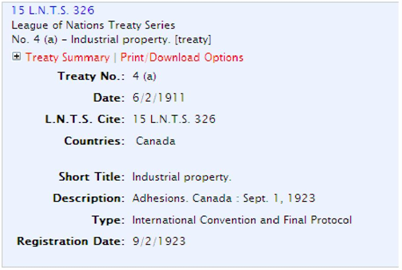 15 L.N.T.S. 326
League of Nations Treaty Series
No. 4 (a) – Industrial property. [treaty]
Treaty Summary | Print/Download Options
Treaty No.: 4 (a)
Date: 6/2/1911
L.N.T.S. Cite: 15 L.N.T.S. 326
Countries: Canada
Short Title: Industrial property.
Description: Adhesions. Canada : Sept. 1, 1923
Type: International Convention and Final Protocol
Registration Date: 9/2/1923